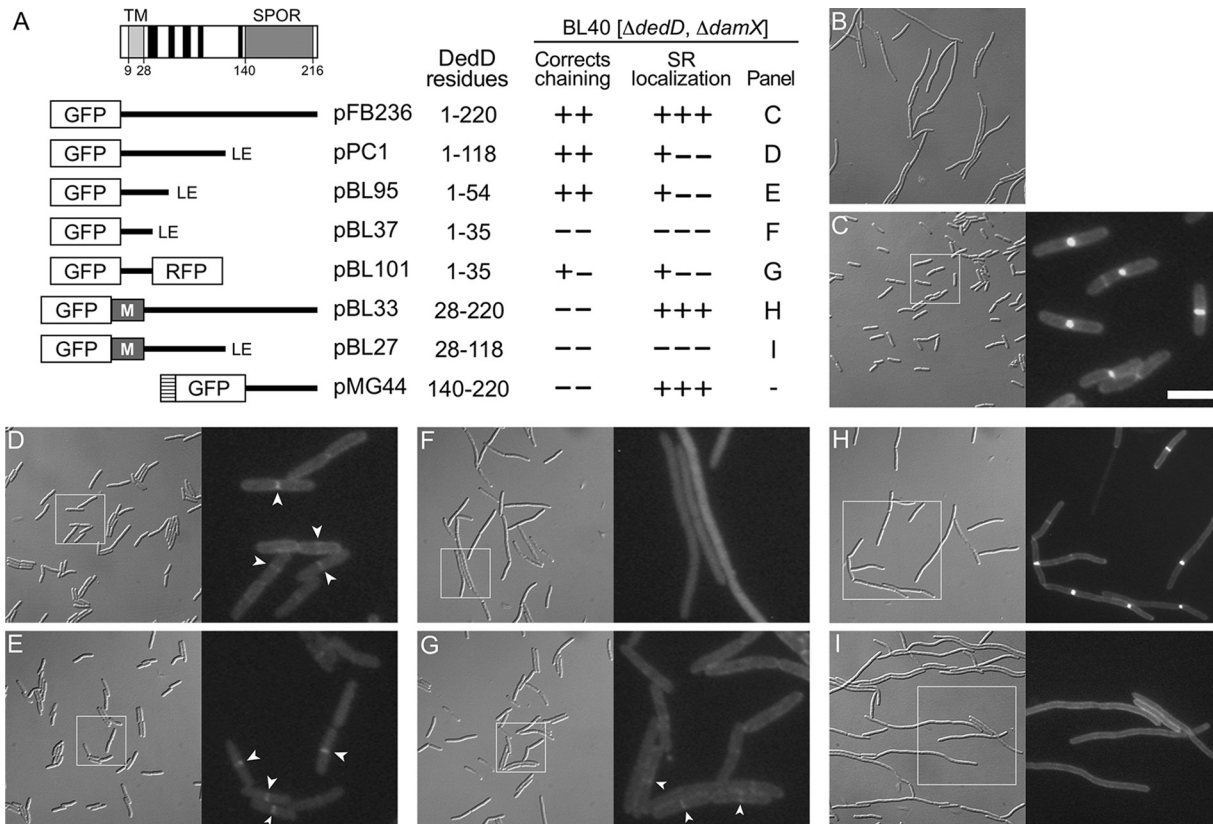 A
TM SPOR
9 28 140 216
BL40 [ΔdedD, ΔdamX]
DedD residues
Corrects chaining
SR localization
Panel
GFP pFB236 1-220 ++ +++ C
GFP LE pPC1 1-118 ++ +−− D
GFP LE pBL95 1-54 ++ +−− E
GFP LE pBL37 1-35 −− −−− F
GFP RFP pBL101 1-35 +− +−− G
GFP M pBL33 28-220 −− +++ H
GFP M LE pBL27 28-118 −− −−− I
GFP pMG44 140-220 −− +++ -
B
C
D
F
H
E
G
I